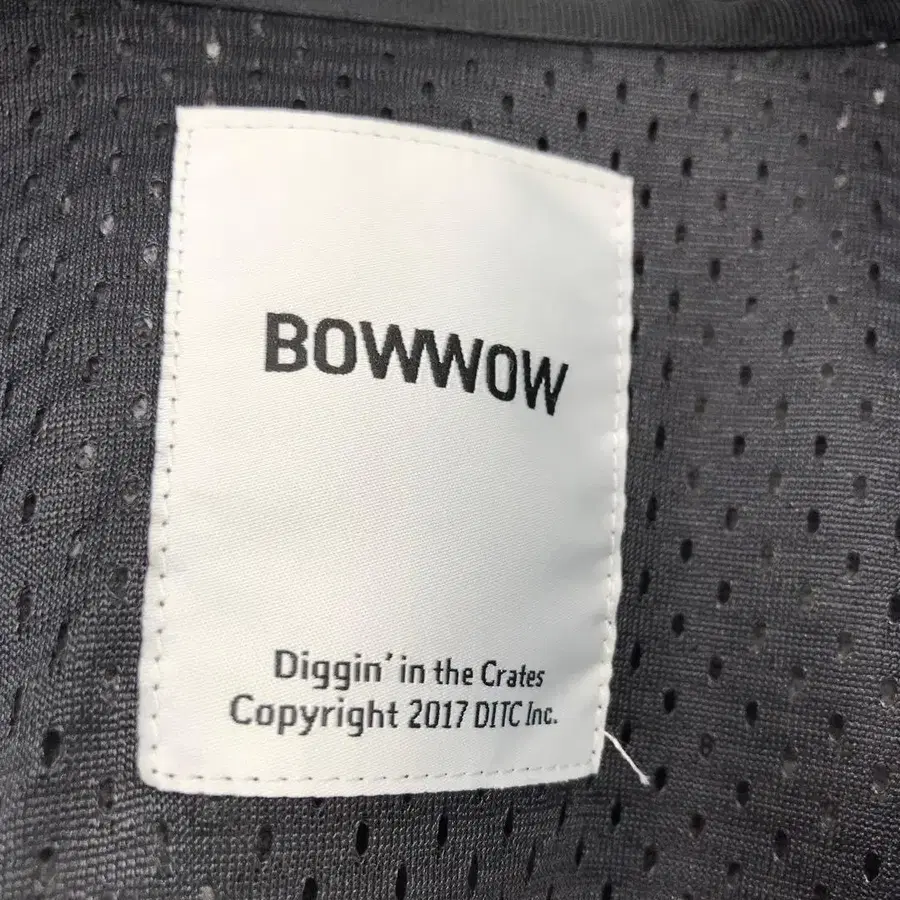 BOWWOW
Diggin' in the Crates
Copyright 2017 DITC Inc.